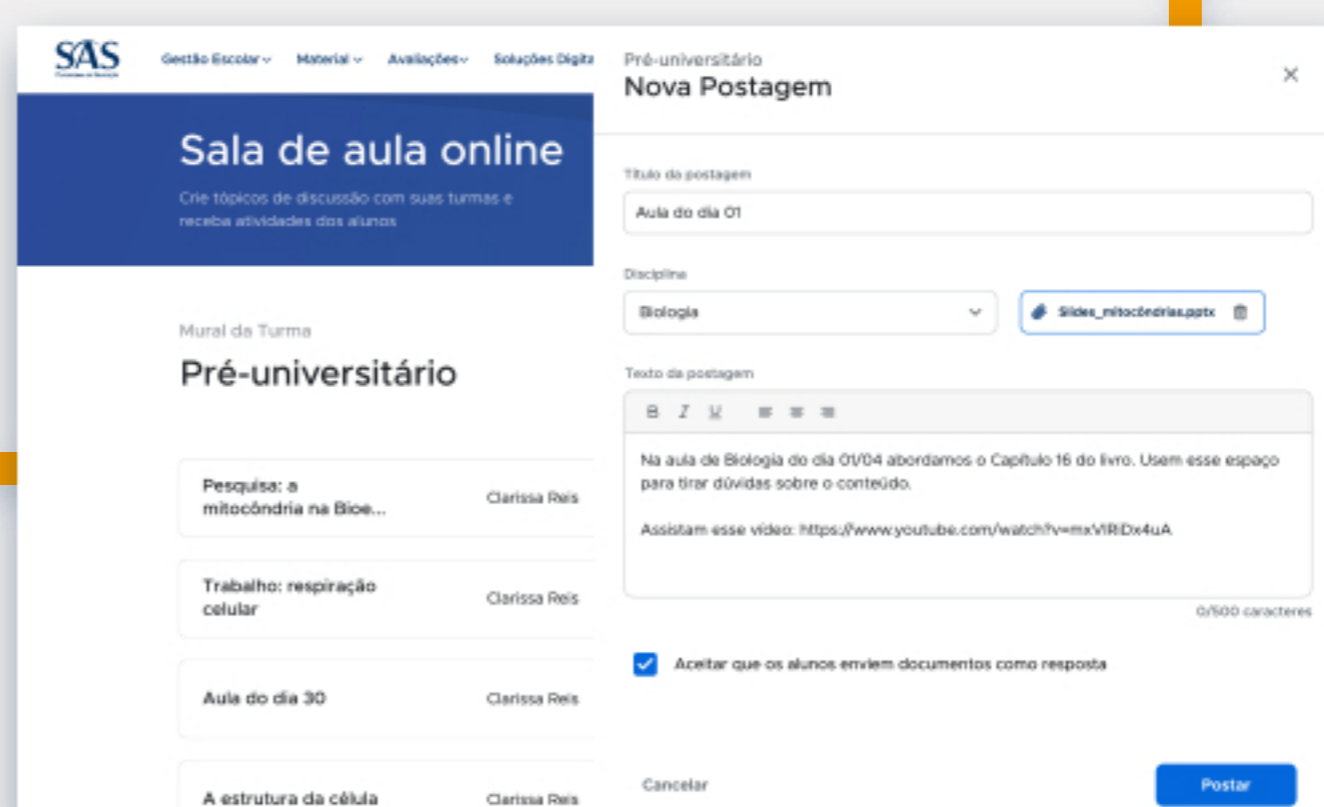 SAS
Gestão Escolar
Material
Avaliações
Soluções Digita
Sala de aula online
Crie tópicos de discussão com suas turmas e
receba atividades dos alunos
Mural da Turma
Pré-universitário
Pesquisa: a
mitocôndria na Bioe...
Clarissa Reis
Trabalho: respiração
celular
Clarissa Reis
Aula do dia 30
Clarissa Reis
A estrutura da célula
Clarissa Reis
Pré-universitário
Nova Postagem
Título da postagem
Aula do dia 01
Disciplina
Biologia
Slides_mitocôndrias.pptx
Texto da postagem
B I U
Na aula de Biologia do dia 01/04 abordamos o Capítulo 16 do livro. Usem esse espaço
para tirar dúvidas sobre o conteúdo.
Assistam esse vídeo: https://www.youtube.com/watch?v=mxVlRiDx4uA
0/500 caracteres
Aceitar que os alunos enviem documentos como resposta
Cancelar
Postar